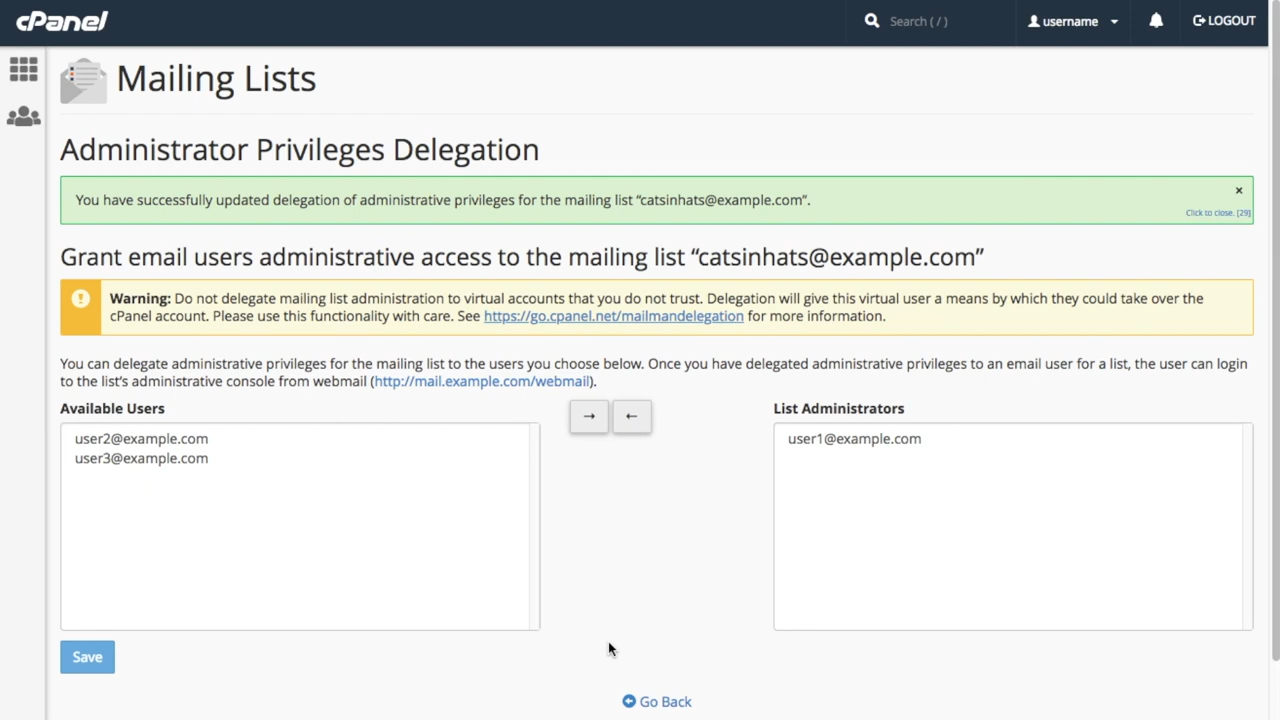 cPanel
Search ( / )
username
LOGOUT
Mailing Lists
Administrator Privileges Delegation
You have successfully updated delegation of administrative privileges for the mailing list “catsinhats@example.com”.
×
Click to close. [29]
Grant email users administrative access to the mailing list “catsinhats@example.com”
Warning: Do not delegate mailing list administration to virtual accounts that you do not trust. Delegation will give this virtual user a means by which they could take over the
cPanel account. Please use this functionality with care. See https://go.cpanel.net/mailmandelegation for more information.
You can delegate administrative privileges for the mailing list to the users you choose below. Once you have delegated administrative privileges to an email user for a list, the user can login
to the list’s administrative console from webmail (http://mail.example.com/webmail).
Available Users
→ ←
List Administrators
user2@example.com
user3@example.com
user1@example.com
Save
Go Back